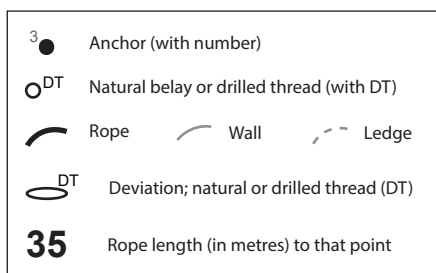 3 Anchor (with number)
DT Natural belay or drilled thread (with DT)
Rope Wall Ledge
DT Deviation; natural or drilled thread (DT)
35 Rope length (in metres) to that point